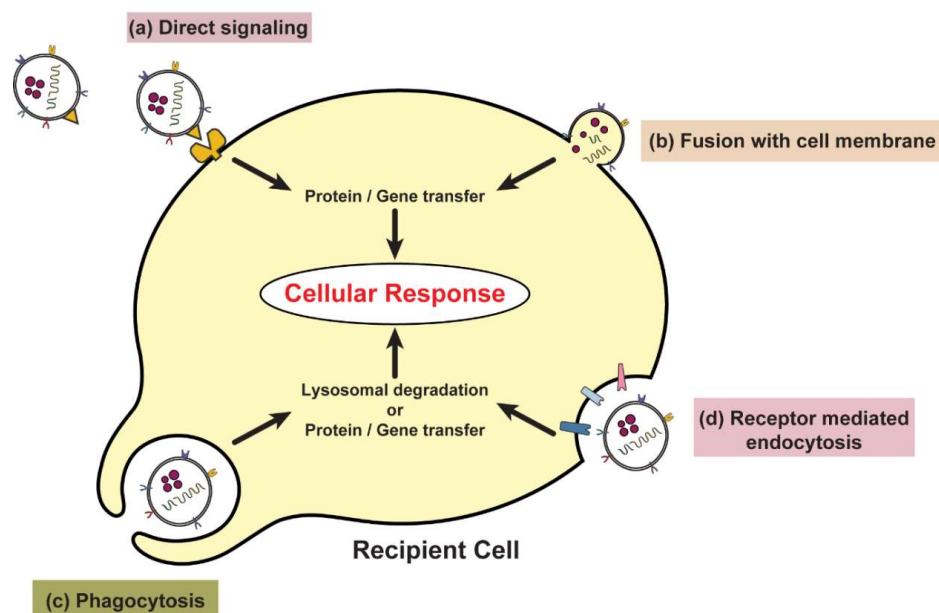 (a) Direct signaling
(b) Fusion with cell membrane
Protein / Gene transfer
Cellular Response
Lysosomal degradation
or
Protein / Gene transfer
(d) Receptor mediated
endocytosis
Recipient Cell
(c) Phagocytosis